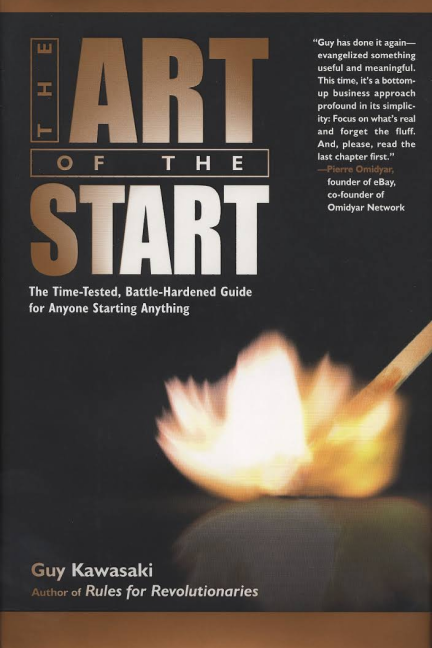 THE
ART
OF THE
START
The Time-Tested, Battle-Hardened Guide
for Anyone Starting Anything
“Guy has done it again—
evangelized something
useful and meaningful.
This time, it’s a bottom-
up business approach
profound in its simplic-
ity: Focus on what’s real
and forget the fluff.
And, please, read the
last chapter first.”
—Pierre Omidyar,
founder of eBay,
co-founder of
Omidyar Network
Guy Kawasaki
Author of Rules for Revolutionaries